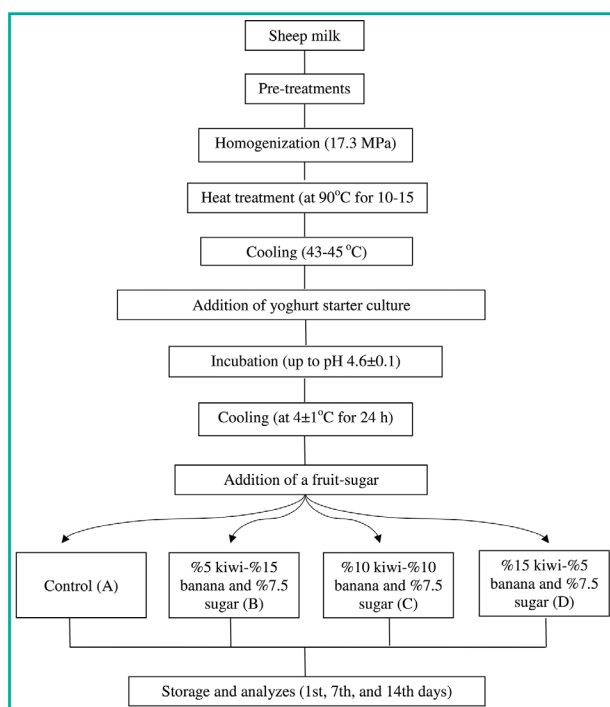 Sheep milk
Pre-treatments
Homogenization (17.3 MPa)
Heat treatment (at 90°C for 10-15
Cooling (43-45 °C)
Addition of yoghurt starter culture
Incubation (up to pH 4.6±0.1)
Cooling (at 4±1°C for 24 h)
Addition of a fruit-sugar
Control (A)
%5 kiwi-%15
banana and %7.5
sugar (B)
%10 kiwi-%10
banana and %7.5
sugar (C)
%15 kiwi-%5
banana and %7.5
sugar (D)
Storage and analyzes (1st, 7th, and 14th days)